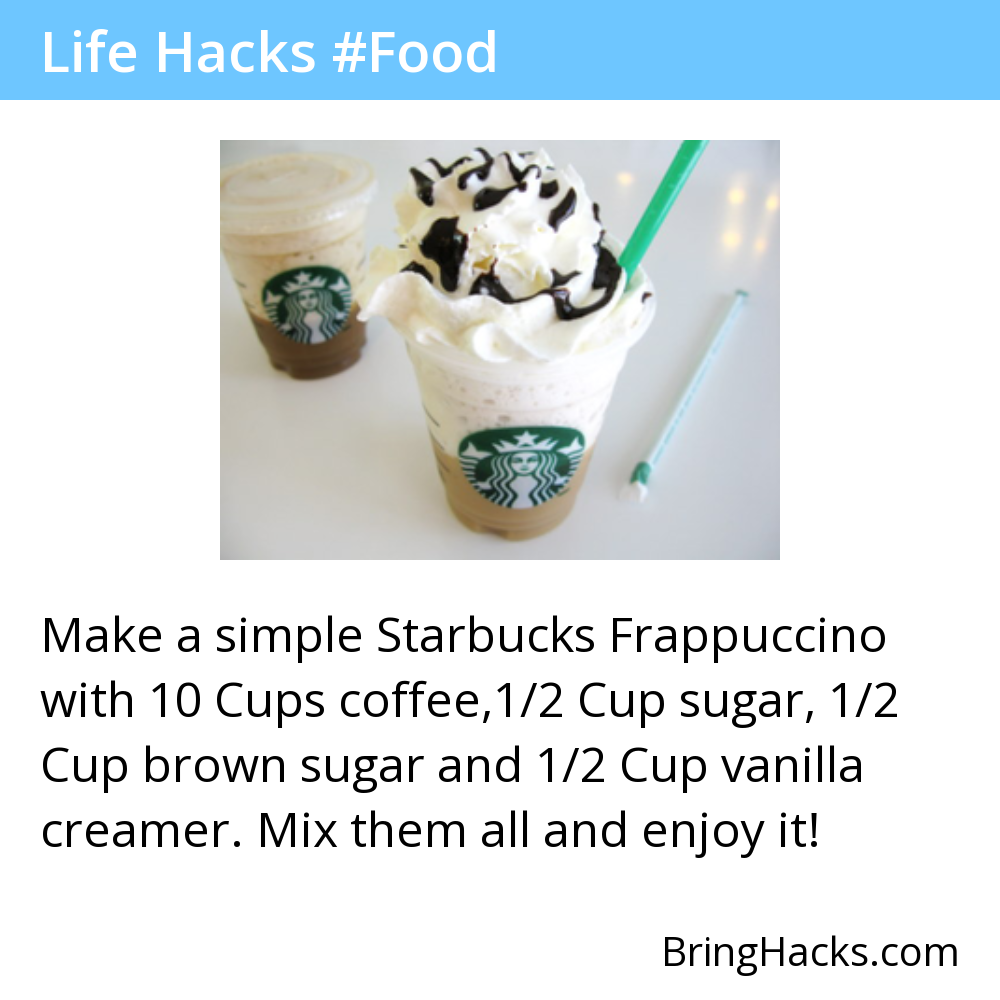 Life Hacks #Food
Make a simple Starbucks Frappuccino
with 10 Cups coffee,1/2 Cup sugar, 1/2
Cup brown sugar and 1/2 Cup vanilla
creamer. Mix them all and enjoy it!
BringHacks.com